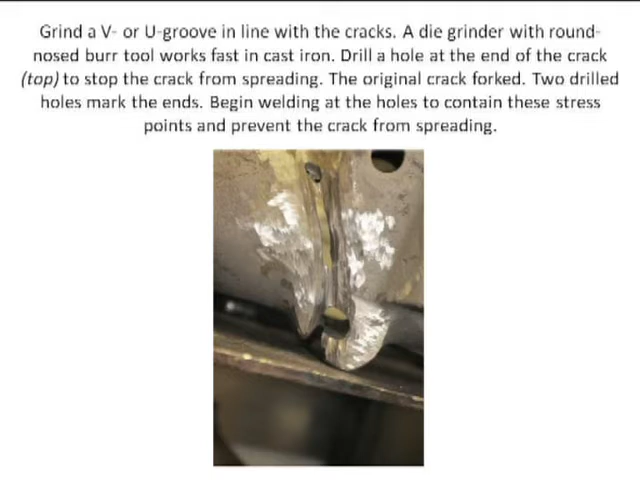 Grind a V- or U-groove in line with the cracks. A die grinder with round-
nosed burr tool works fast in cast iron. Drill a hole at the end of the crack
(top) to stop the crack from spreading. The original crack forked. Two drilled
holes mark the ends. Begin welding at the holes to contain these stress
points and prevent the crack from spreading.